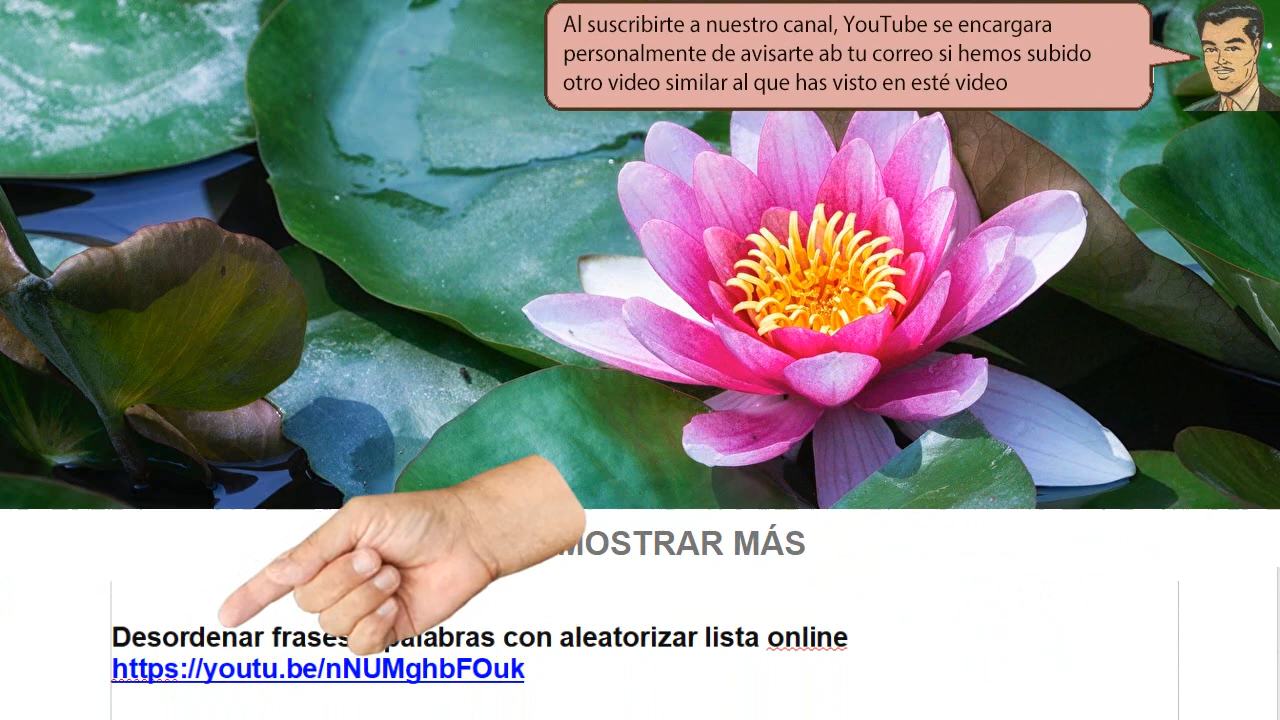 Al suscribirte a nuestro canal, YouTube se encargara
personalmente de avisarte ab tu correo si hemos subido
otro video similar al que has visto en esté video
MOSTRAR MÁS
Desordenar frases palabras con aleatorizar lista online
https://youtu.be/nNUMghbFOuk